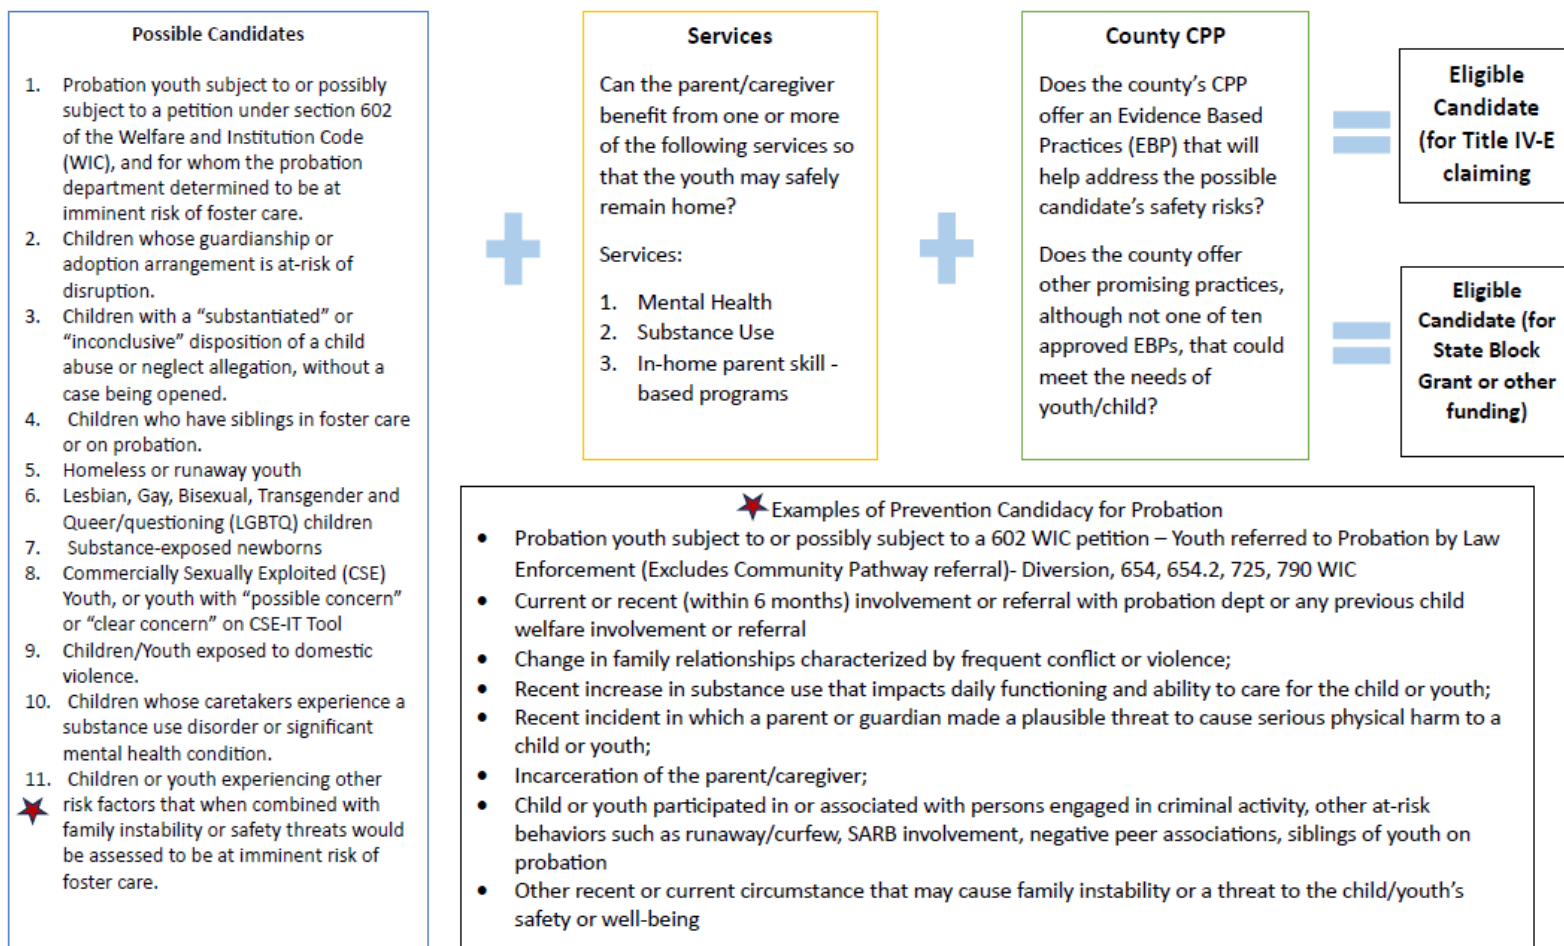 Possible Candidates
1. Probation youth subject to or possibly
subject to a petition under section 602
of the Welfare and Institution Code
(WIC), and for whom the probation
department determined to be at
imminent risk of foster care.
2. Children whose guardianship or
adoption arrangement is at-risk of
disruption.
3. Children with a “substantiated” or
“inconclusive” disposition of a child
abuse or neglect allegation, without a
case being opened.
4. Children who have siblings in foster care
or on probation.
5. Homeless or runaway youth
6. Lesbian, Gay, Bisexual, Transgender and
Queer/questioning (LGBTQ) children
7. Substance-exposed newborns
8. Commercially Sexually Exploited (CSE)
Youth, or youth with “possible concern”
or “clear concern” on CSE-IT Tool
9. Children/Youth exposed to domestic
violence.
10. Children whose caretakers experience a
substance use disorder or significant
mental health condition.
11. Children or youth experiencing other
risk factors that when combined with
family instability or safety threats would
be assessed to be at imminent risk of
foster care.
Services
Can the parent/caregiver
benefit from one or more
of the following services so
that the youth may safely
remain home?
Services:
1. Mental Health
2. Substance Use
3. In-home parent skill -
based programs
County CPP
Does the county’s CPP
offer an Evidence Based
Practices (EBP) that will
help address the possible
candidate’s safety risks?
Does the county offer
other promising practices,
although not one of ten
approved EBPs, that could
meet the needs of
youth/child?
Eligible
Candidate
(for Title IV-E
claiming
Eligible
Candidate (for
State Block
Grant or other
funding)
Examples of Prevention Candidacy for Probation
• Probation youth subject to or possibly subject to a 602 WIC petition – Youth referred to Probation by Law
Enforcement (Excludes Community Pathway referral)- Diversion, 654, 654.2, 725, 790 WIC
• Current or recent (within 6 months) involvement or referral with probation dept or any previous child
welfare involvement or referral
• Change in family relationships characterized by frequent conflict or violence;
• Recent increase in substance use that impacts daily functioning and ability to care for the child or youth;
• Recent incident in which a parent or guardian made a plausible threat to cause serious physical harm to a
child or youth;
• Incarceration of the parent/caregiver;
• Child or youth participated in or associated with persons engaged in criminal activity, other at-risk
behaviors such as runaway/curfew, SARB involvement, negative peer associations, siblings of youth on
probation
• Other recent or current circumstance that may cause family instability or a threat to the child/youth’s
safety or well-being